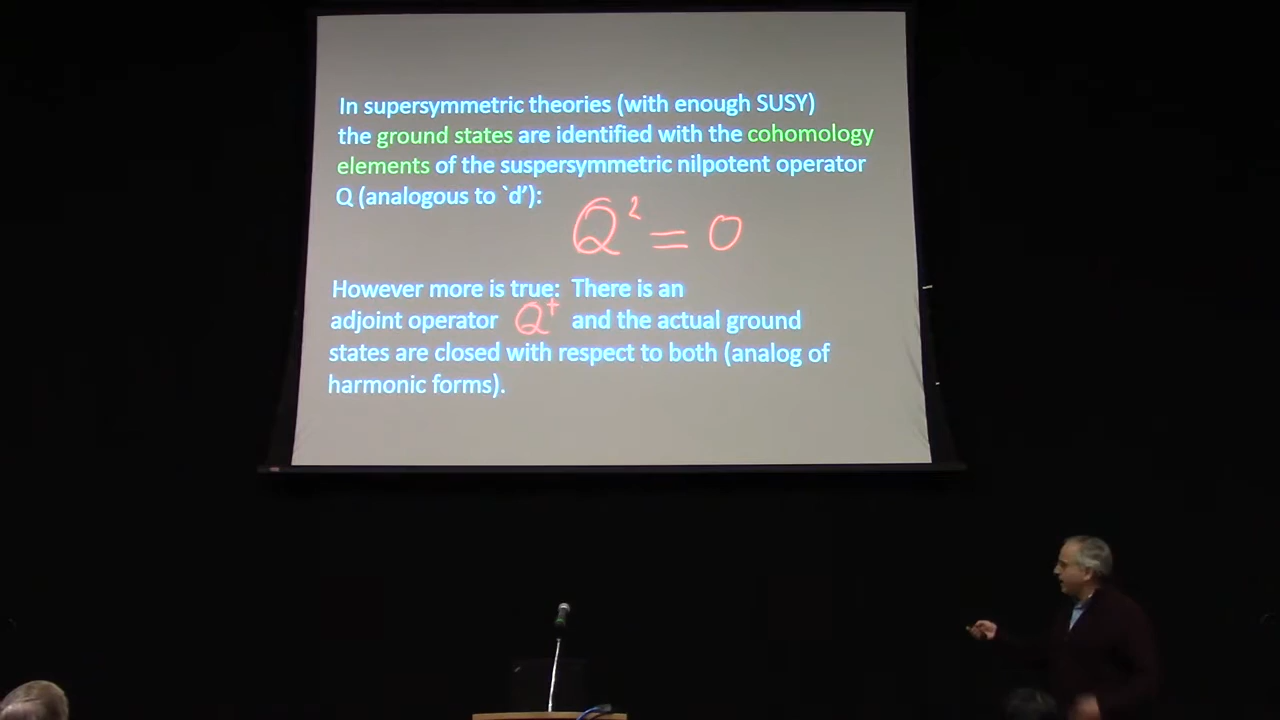 In supersymmetric theories (with enough SUSY)
the ground states are identified with the cohomology
elements of the suspersymmetric nilpotent operator
Q (analogous to `d'):
Q² = 0
However more is true: There is an
adjoint operator Q† and the actual ground
states are closed with respect to both (analog of
harmonic forms).